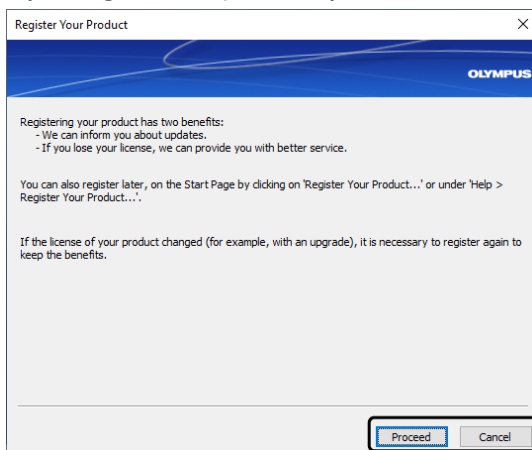 Register Your Product
OLYMPUS
Registering your product has two benefits:
- We can inform you about updates.
- If you lose your license, we can provide you with better service.
You can also register later, on the Start Page by clicking on 'Register Your Product...' or under 'Help >
Register Your Product...'.
If the license of your product changed (for example, with an upgrade), it is necessary to register again to
keep the benefits.
Proceed Cancel